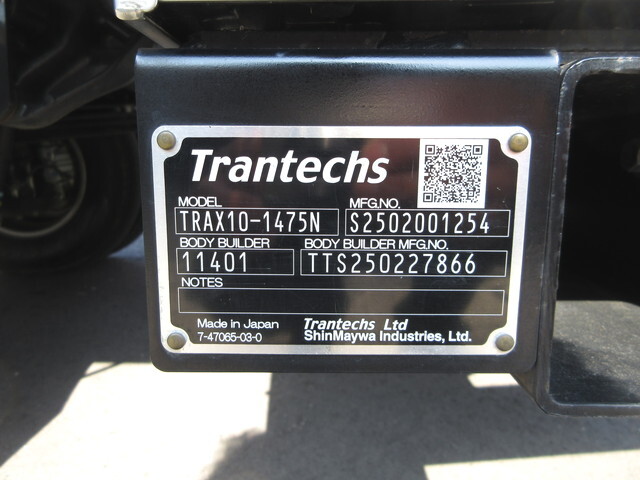 Trantechs
MODEL MFG.NO.
TRAX10-1475N S2502001254
BODY BUILDER BODY BUILDER MFG.NO.
11401 TTS250227866
NOTES
Made in Japan Trantechs Ltd
7-47065-03-0 ShinMaywa Industries, Ltd.